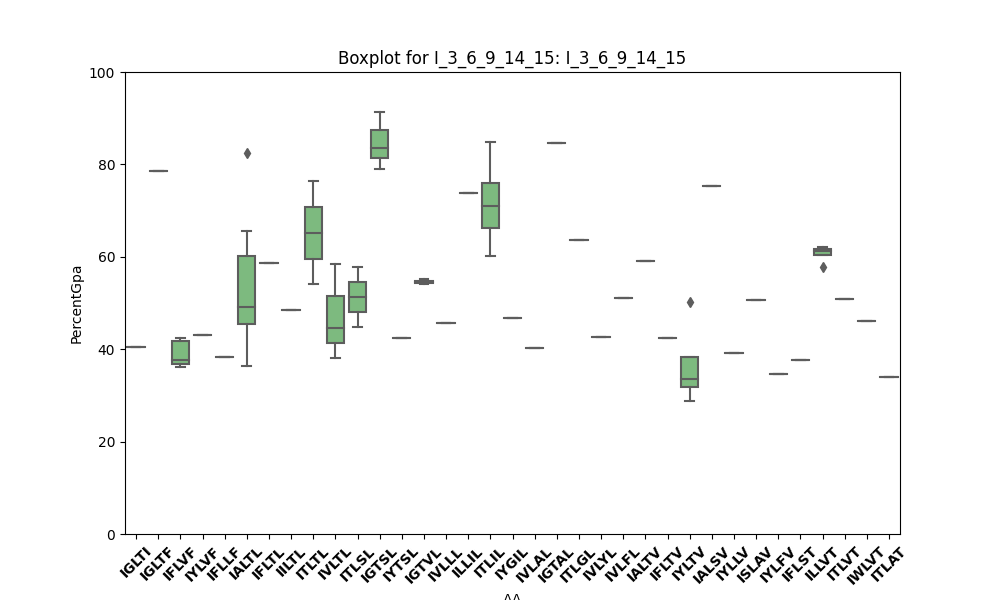 Boxplot for I_3_6_9_14_15: I_3_6_9_14_15
100
80
60
40
20
0
PercentGpa
IGLTI IGLTF IFLVF IYLVF IFLLF IALTL IFLTL IILTL ITLTL IVLTL ITLSL IGTSL IYTSL IGTVL IVLLL ILLIL ITLIL IYGIL IVLAL IGTAL ITLGL IVLYL IVLFL IALTV IFLTV IYLTV IALSV IYLLV ISLAV IYLFV IFLST ILLVT ITLVT IWLVT ITLAT
AA